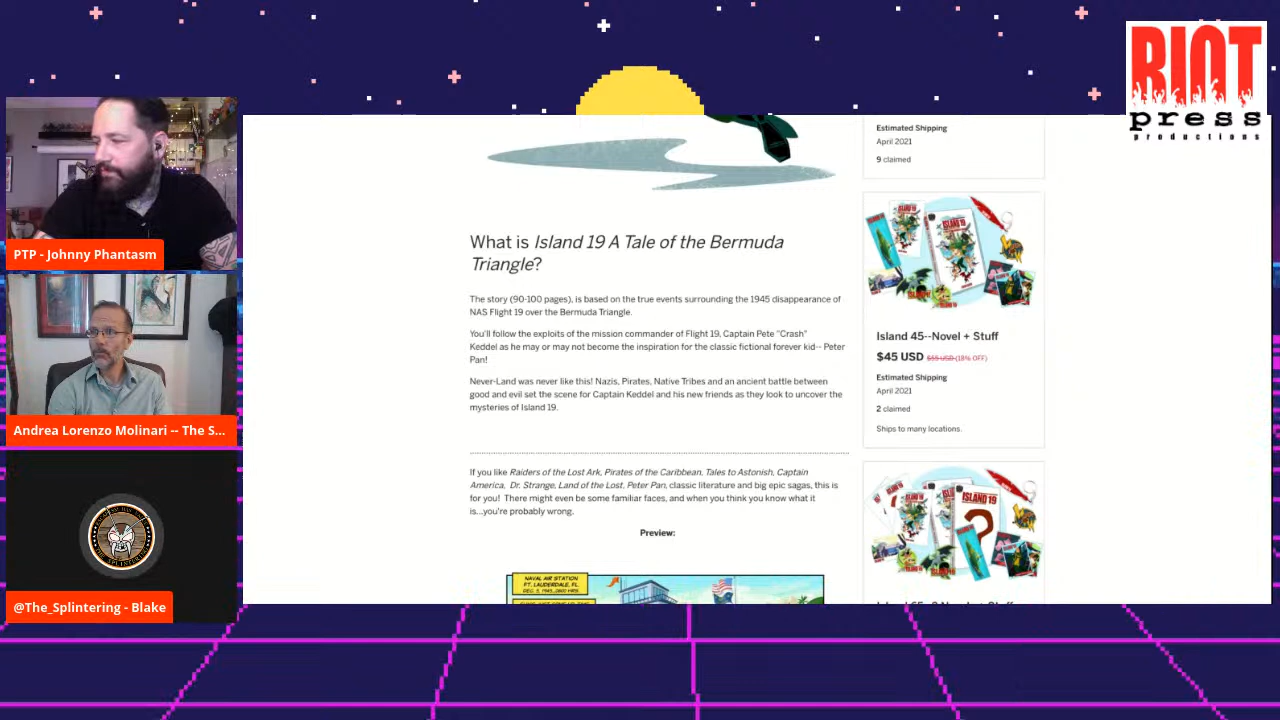 RIOT
press
productions
PTP - Johnny Phantasm
Andrea Lorenzo Molinari -- The S...
@The_Splintering - Blake
What is Island 19 A Tale of the Bermuda
Triangle?
The story (90-100 pages), is based on the true events surrounding the 1945 disappearance of
NAS Flight 19 over the Bermuda Triangle.
You'll follow the exploits of the mission commander of Flight 19, Captain Pete "Crash"
Keddel as he may or may not become the inspiration for the classic fictional forever kid-- Peter
Pan!
Never-Land was never like this! Nazis, Pirates, Native Tribes and an ancient battle between
good and evil set the scene for Captain Keddel and his new friends as they look to uncover the
mysteries of Island 19.
If you like Raiders of the Lost Ark, Pirates of the Caribbean, Tales to Astonish, Captain
America, Dr. Strange, Land of the Lost, Peter Pan, classic literature and big epic sagas, this is
for you! There might even be some familiar faces, and when you think you know what it
is...you're probably wrong.
Preview:
NAVAL AIR STATION
FT. LAUDERDALE, FL.
Estimated Shipping
April 2021
9 claimed
ISLAND 19
Island 45--Novel + Stuff
$45 USD $55 USD (18% OFF)
Estimated Shipping
April 2021
2 claimed
Ships to many locations.
ISLAND 19
?